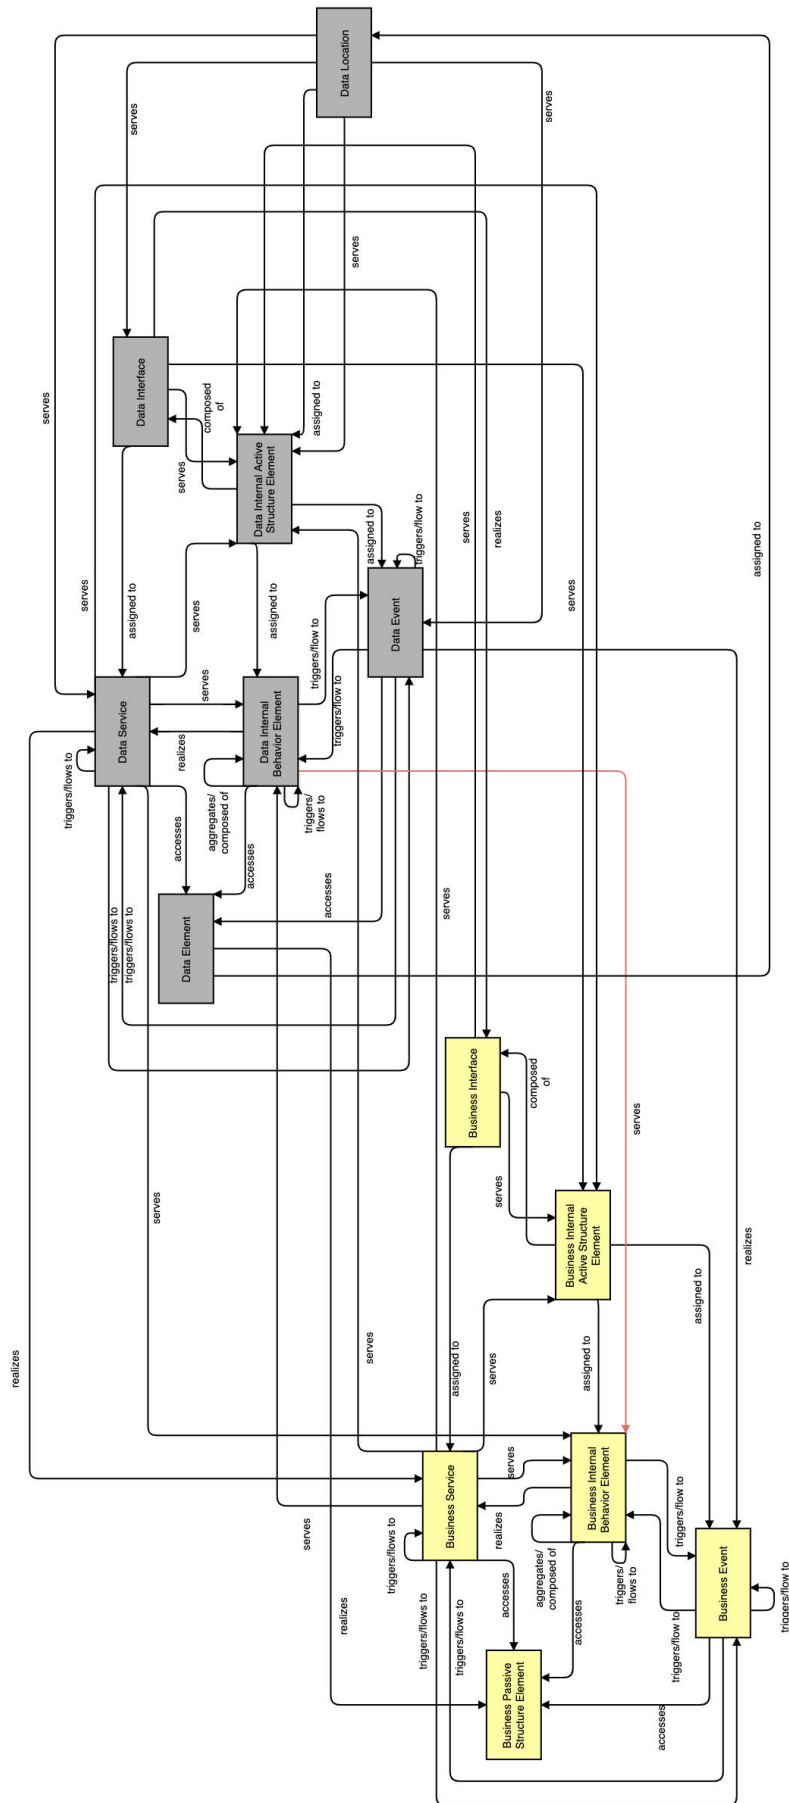 Data Location
serves
serves
serves
serves
assigned to
composed
of
serves
Data Interface
Data Internal Active
Structure Element
assigned to
triggers/flow to
serves
realizes
assigned to
serves
serves
assigned to
serves
assigned to
Data Event
triggers/flow to
triggers/flow to
serves
Data Service
realizes
Data Internal
Behavior Element
triggers/flows to
aggregates/
composed of
triggers/
flows to
accesses
accesses
accesses
serves
Data Element
triggers/flows to
triggers/flows to
Business Interface
composed
of
serves
serves
serves
Business Internal
Active Structure
Element
realizes
assigned to
realizes
serves
assigned to
serves
assigned to
Business Service
serves
realizes
Business Internal
Behavior Element
triggers/flow to
serves
triggers/flows to
aggregates/
composed of
triggers/
flows to
Business Event
triggers/flow to
realizes
triggers/flows to
triggers/flows to
accesses
accesses
triggers/flow to
Business Passive
Structure Element
accesses